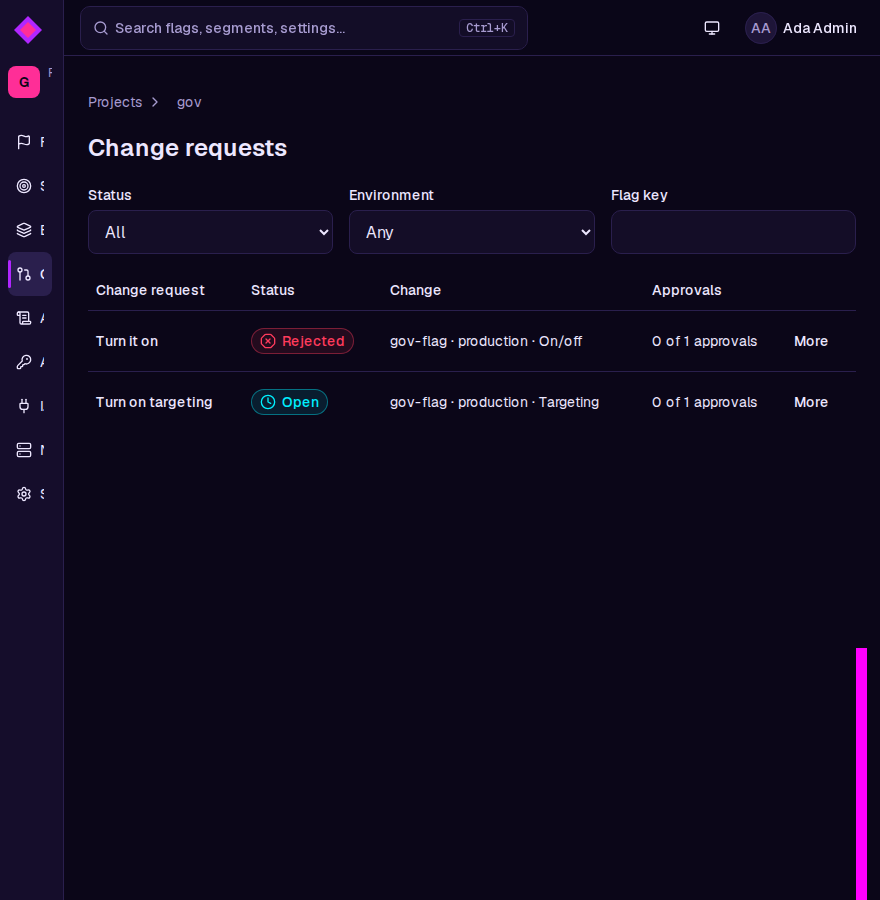 Search flags, segments, settings... Ctrl+K
AA Ada Admin
G
Projects > gov
Change requests
Status Environment Flag key
All Any
Change request Status Change Approvals
Turn it on Rejected gov-flag · production · On/off 0 of 1 approvals More
Turn on targeting Open gov-flag · production · Targeting 0 of 1 approvals More